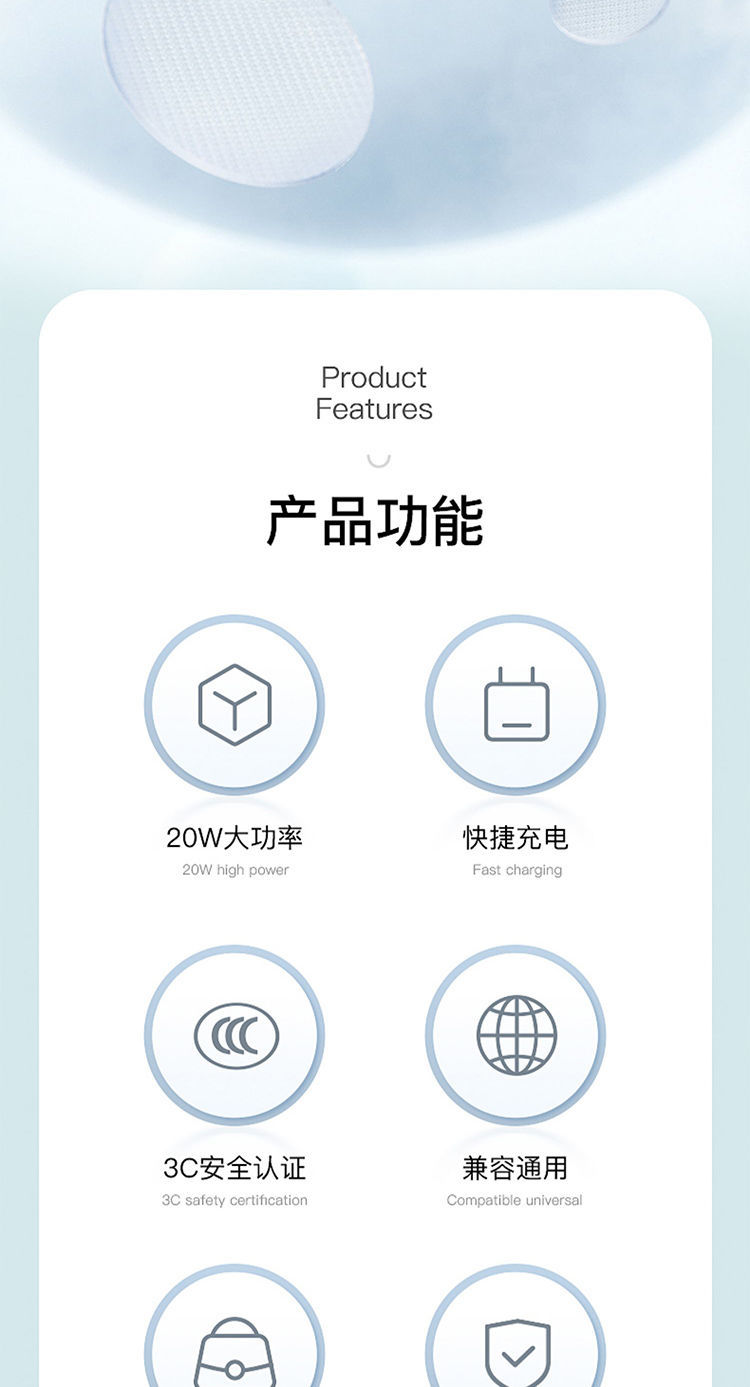 Product
Features
产品功能
20W大功率
20W high power
快捷充电
Fast charging
3C安全认证
3C safety certification
兼容通用
Compatible universal